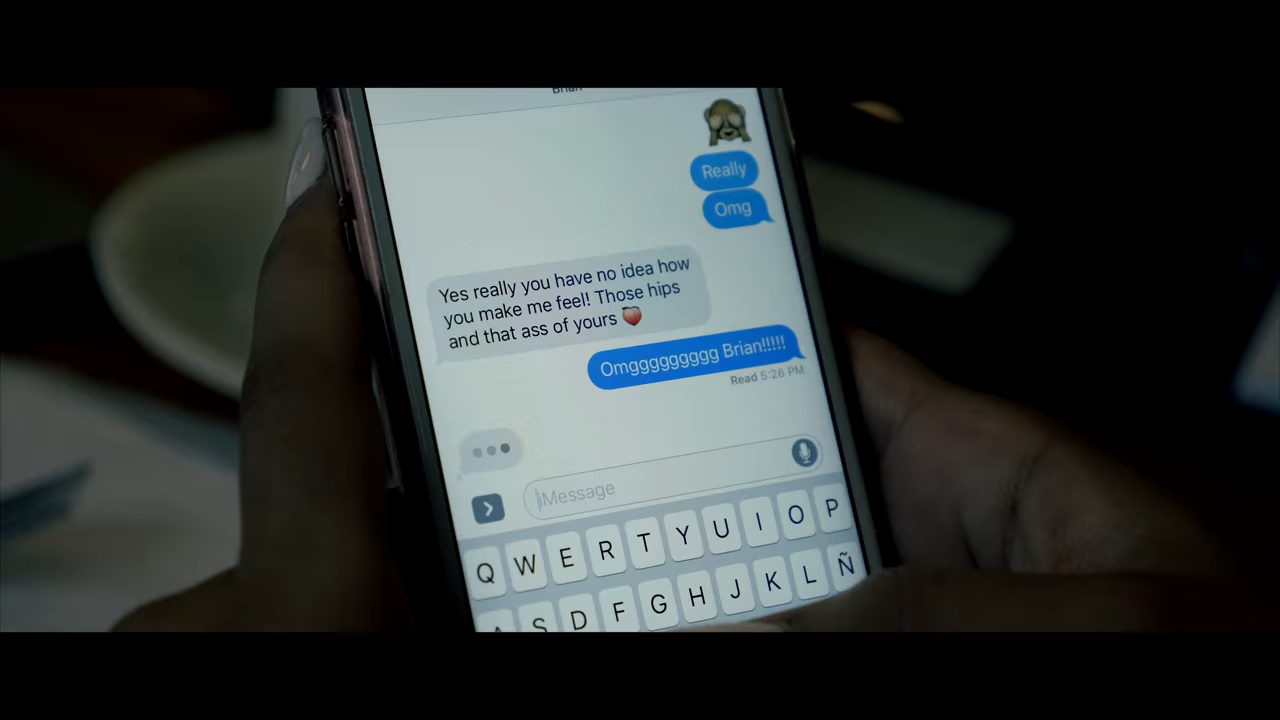 Brian
Really
Omg
Yes really you have no idea how
you make me feel! Those hips
and that ass of yours 🍑
Omggggggggg Brian!!!!!
Read 5:26 PM
iMessage
Q W E R T Y U I O P
A S D F G H J K L Ñ